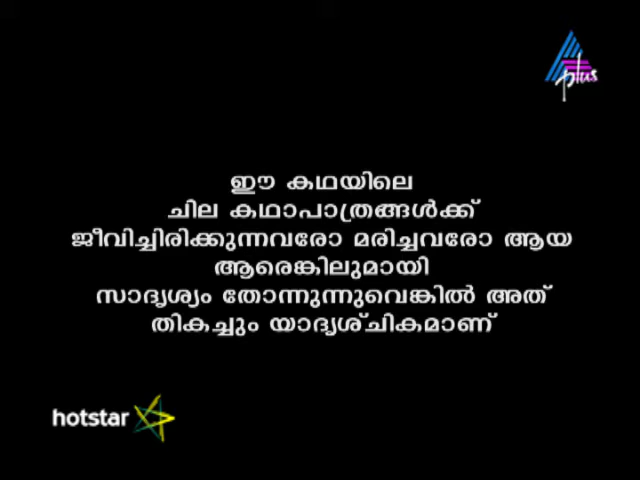 plus
ഈ കഥയിലെ
ചില കഥാപാത്രങ്ങൾക്ക്
ജീവിച്ചിരിക്കുന്നവരോ മരിച്ചവരോ ആയ
ആരെങ്കിലുമായി
സാദൃശ്യം തോന്നുന്നുവെങ്കിൽ അത്
തികച്ചും യാദൃശ്ചികമാണ്
hotstar